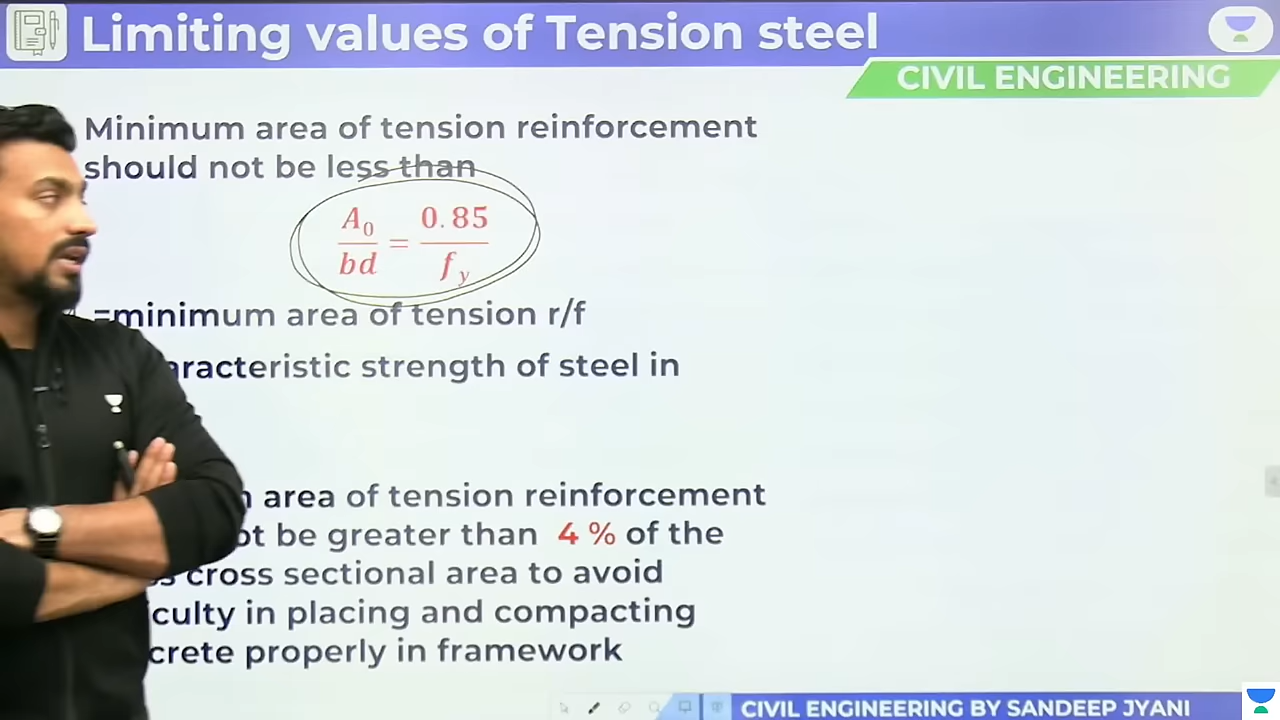 Limiting values of Tension steel
CIVIL ENGINEERING
Minimum area of tension reinforcement
should not be less than
A₀/bd = 0.85/f_y
=minimum area of tension r/f
aracteristic strength of steel in
area of tension reinforcement
ot be greater than 4 % of the
cross sectional area to avoid
iculty in placing and compacting
crete properly in framework
CIVIL ENGINEERING BY SANDEEP JYANI